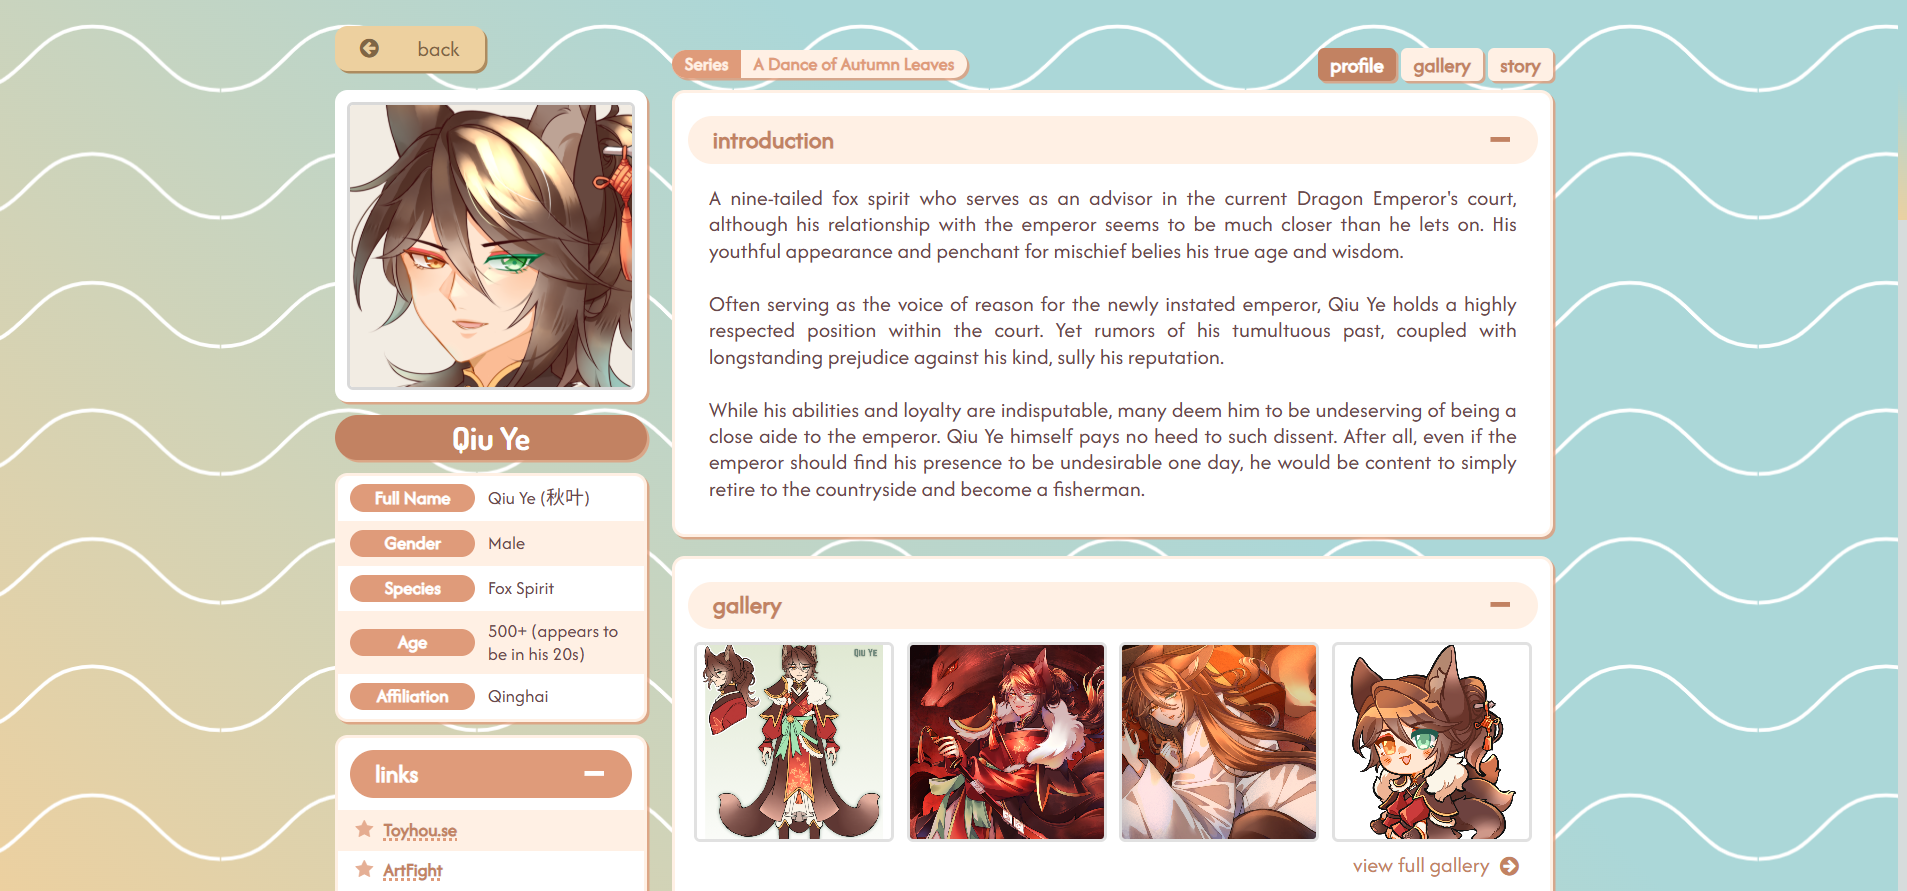 back
Series A Dance of Autumn Leaves
profile gallery story
Qiu Ye
Full Name Qiu Ye (秋叶)
Gender Male
Species Fox Spirit
Age 500+ (appears to
be in his 20s)
Affiliation Qinghai
links
Toyhou.se
ArtFight
introduction
A nine-tailed fox spirit who serves as an advisor in the current Dragon Emperor's court,
although his relationship with the emperor seems to be much closer than he lets on. His
youthful appearance and penchant for mischief belies his true age and wisdom.
Often serving as the voice of reason for the newly instated emperor, Qiu Ye holds a highly
respected position within the court. Yet rumors of his tumultuous past, coupled with
longstanding prejudice against his kind, sully his reputation.
While his abilities and loyalty are indisputable, many deem him to be undeserving of being a
close aide to the emperor. Qiu Ye himself pays no heed to such dissent. After all, even if the
emperor should find his presence to be undesirable one day, he would be content to simply
retire to the countryside and become a fisherman.
gallery
QIU YE
view full gallery